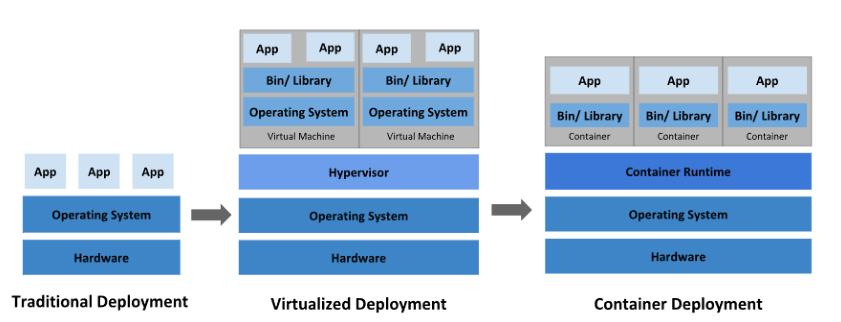 App App App
Operating System
Hardware
Traditional Deployment
App App App App
Bin/ Library Bin/ Library
Operating System Operating System
Virtual Machine Virtual Machine
Hypervisor
Operating System
Hardware
Virtualized Deployment
App App App
Bin/ Library Bin/ Library Bin/ Library
Container Container Container
Container Runtime
Operating System
Hardware
Container Deployment